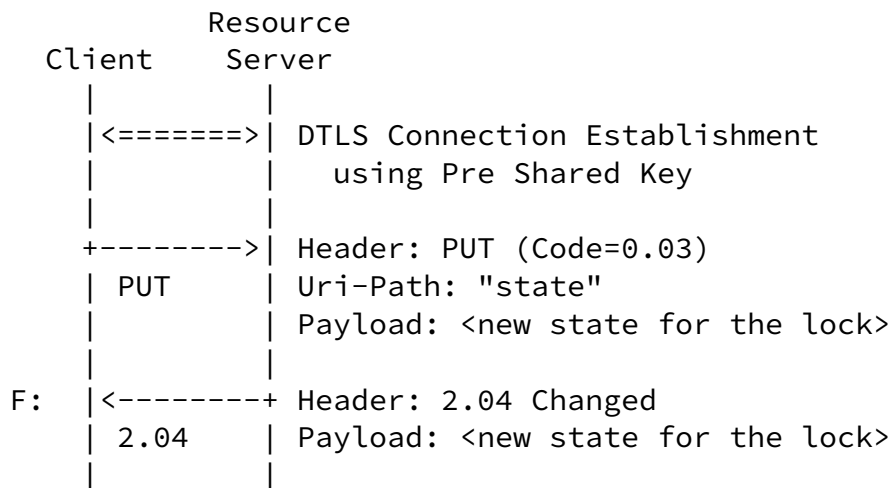 Resource
  Client     Server
    |         |
    |<=======>| DTLS Connection Establishment
    |         |   using Pre Shared Key
    |         |
    +-------->| Header: PUT (Code=0.03)
    | PUT     | Uri-Path: "state"
    |         | Payload: <new state for the lock>
    |         |
F:  |<--------+ Header: 2.04 Changed
    | 2.04    | Payload: <new state for the lock>
    |         |